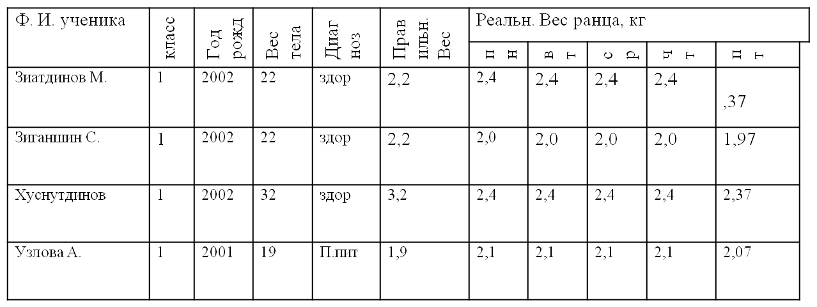 Ф. И. ученика класс Год рожд Вес тела Диаг ноз Прав ильн. Вес Реальн. Вес ранца, кг
пн вт ср чт пт
Зиатдинов М. 1 2002 22 здор 2,2 2,4 2,4 2,4 2,4 ,37
Зиганшин С. 1 2002 22 здор 2,2 2,0 2,0 2,0 2,0 1,97
Хуснутдинов 1 2002 32 здор 3,2 2,4 2,4 2,4 2,4 2,37
Узлова А. 1 2001 19 П.пит 1,9 2,1 2,1 2,1 2,1 2,07